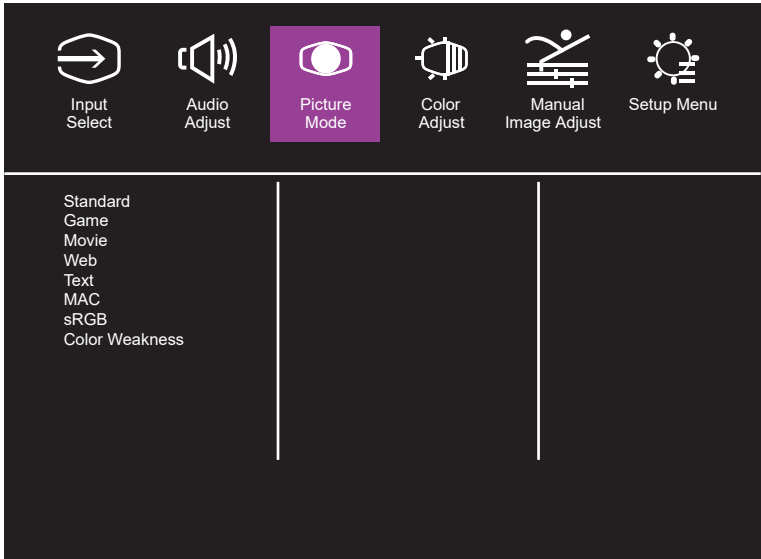 Input
Select
Audio
Adjust
Picture
Mode
Color
Adjust
Manual
Image Adjust
Setup Menu
Standard
Game
Movie
Web
Text
MAC
sRGB
Color Weakness